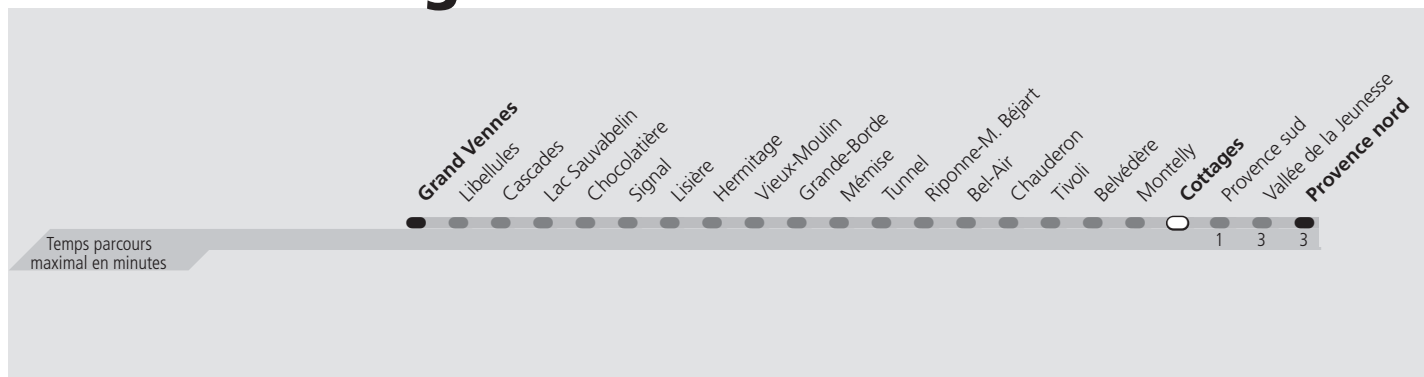 Grand Vennes
Libellules
Cascades
Lac Sauvabelin
Chocolatière
Signal
Lisière
Hermitage
Vieux-Moulin
Grande-Borde
Mémise
Tunnel
Riponne-M. Béjart
Bel-Air
Chauderon
Tivoli
Belvédère
Montelly
Cottages
Provence sud
Vallée de la Jeunesse
Provence nord
Temps parcours
maximal en minutes
1 3 3